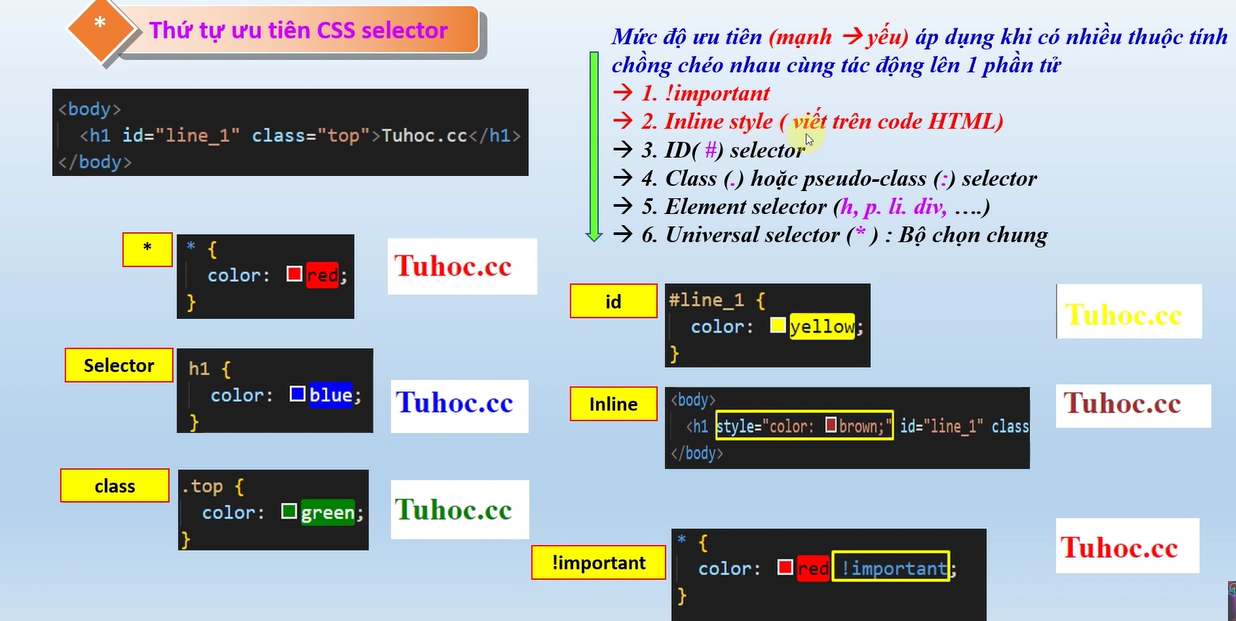 *
Thứ tự ưu tiên CSS selector
<body>
<h1 id="line_1" class="top">Tuhoc.cc</h1>
</body>
Mức độ ưu tiên (mạnh → yếu) áp dụng khi có nhiều thuộc tính
chồng chéo nhau cùng tác động lên 1 phần tử
→ 1. !important
→ 2. Inline style ( viết trên code HTML)
→ 3. ID( #) selector
→ 4. Class (.) hoặc pseudo-class (:) selector
→ 5. Element selector (h, p. li. div, ….)
→ 6. Universal selector (* ) : Bộ chọn chung
*
* {
color: red;
}
Tuhoc.cc
Selector
h1 {
color: blue;
}
Tuhoc.cc
class
.top {
color: green;
}
Tuhoc.cc
id
#line_1 {
color: yellow;
}
Tuhoc.cc
Inline
<body>
<h1 style="color: brown;" id="line_1" class
</body>
Tuhoc.cc
!important
* {
color: red !important;
}
Tuhoc.cc